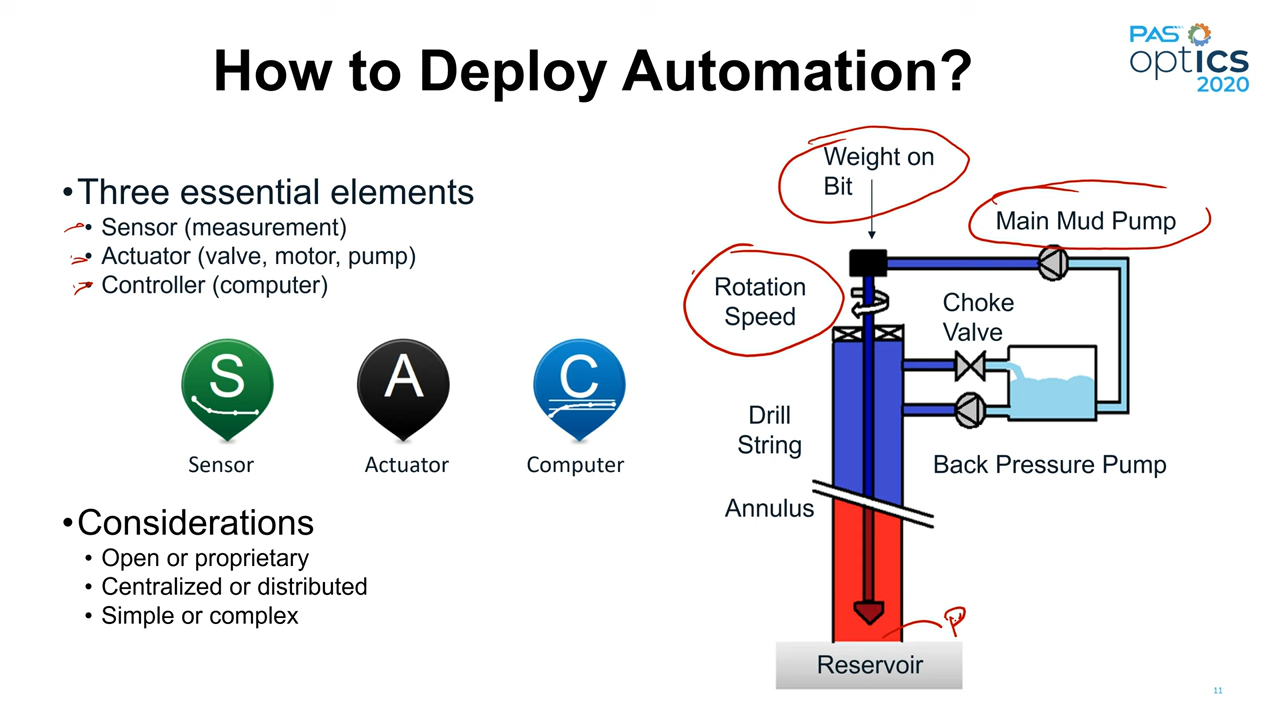 PAS
optics
2020
How to Deploy Automation?
•Three essential elements
• Sensor (measurement)
• Actuator (valve, motor, pump)
• Controller (computer)
S
A
C
Sensor
Actuator
Computer
•Considerations
• Open or proprietary
• Centralized or distributed
• Simple or complex
Weight on
Bit
Main Mud Pump
Rotation
Speed
Choke
Valve
Drill
String
Back Pressure Pump
Annulus
P
Reservoir
11